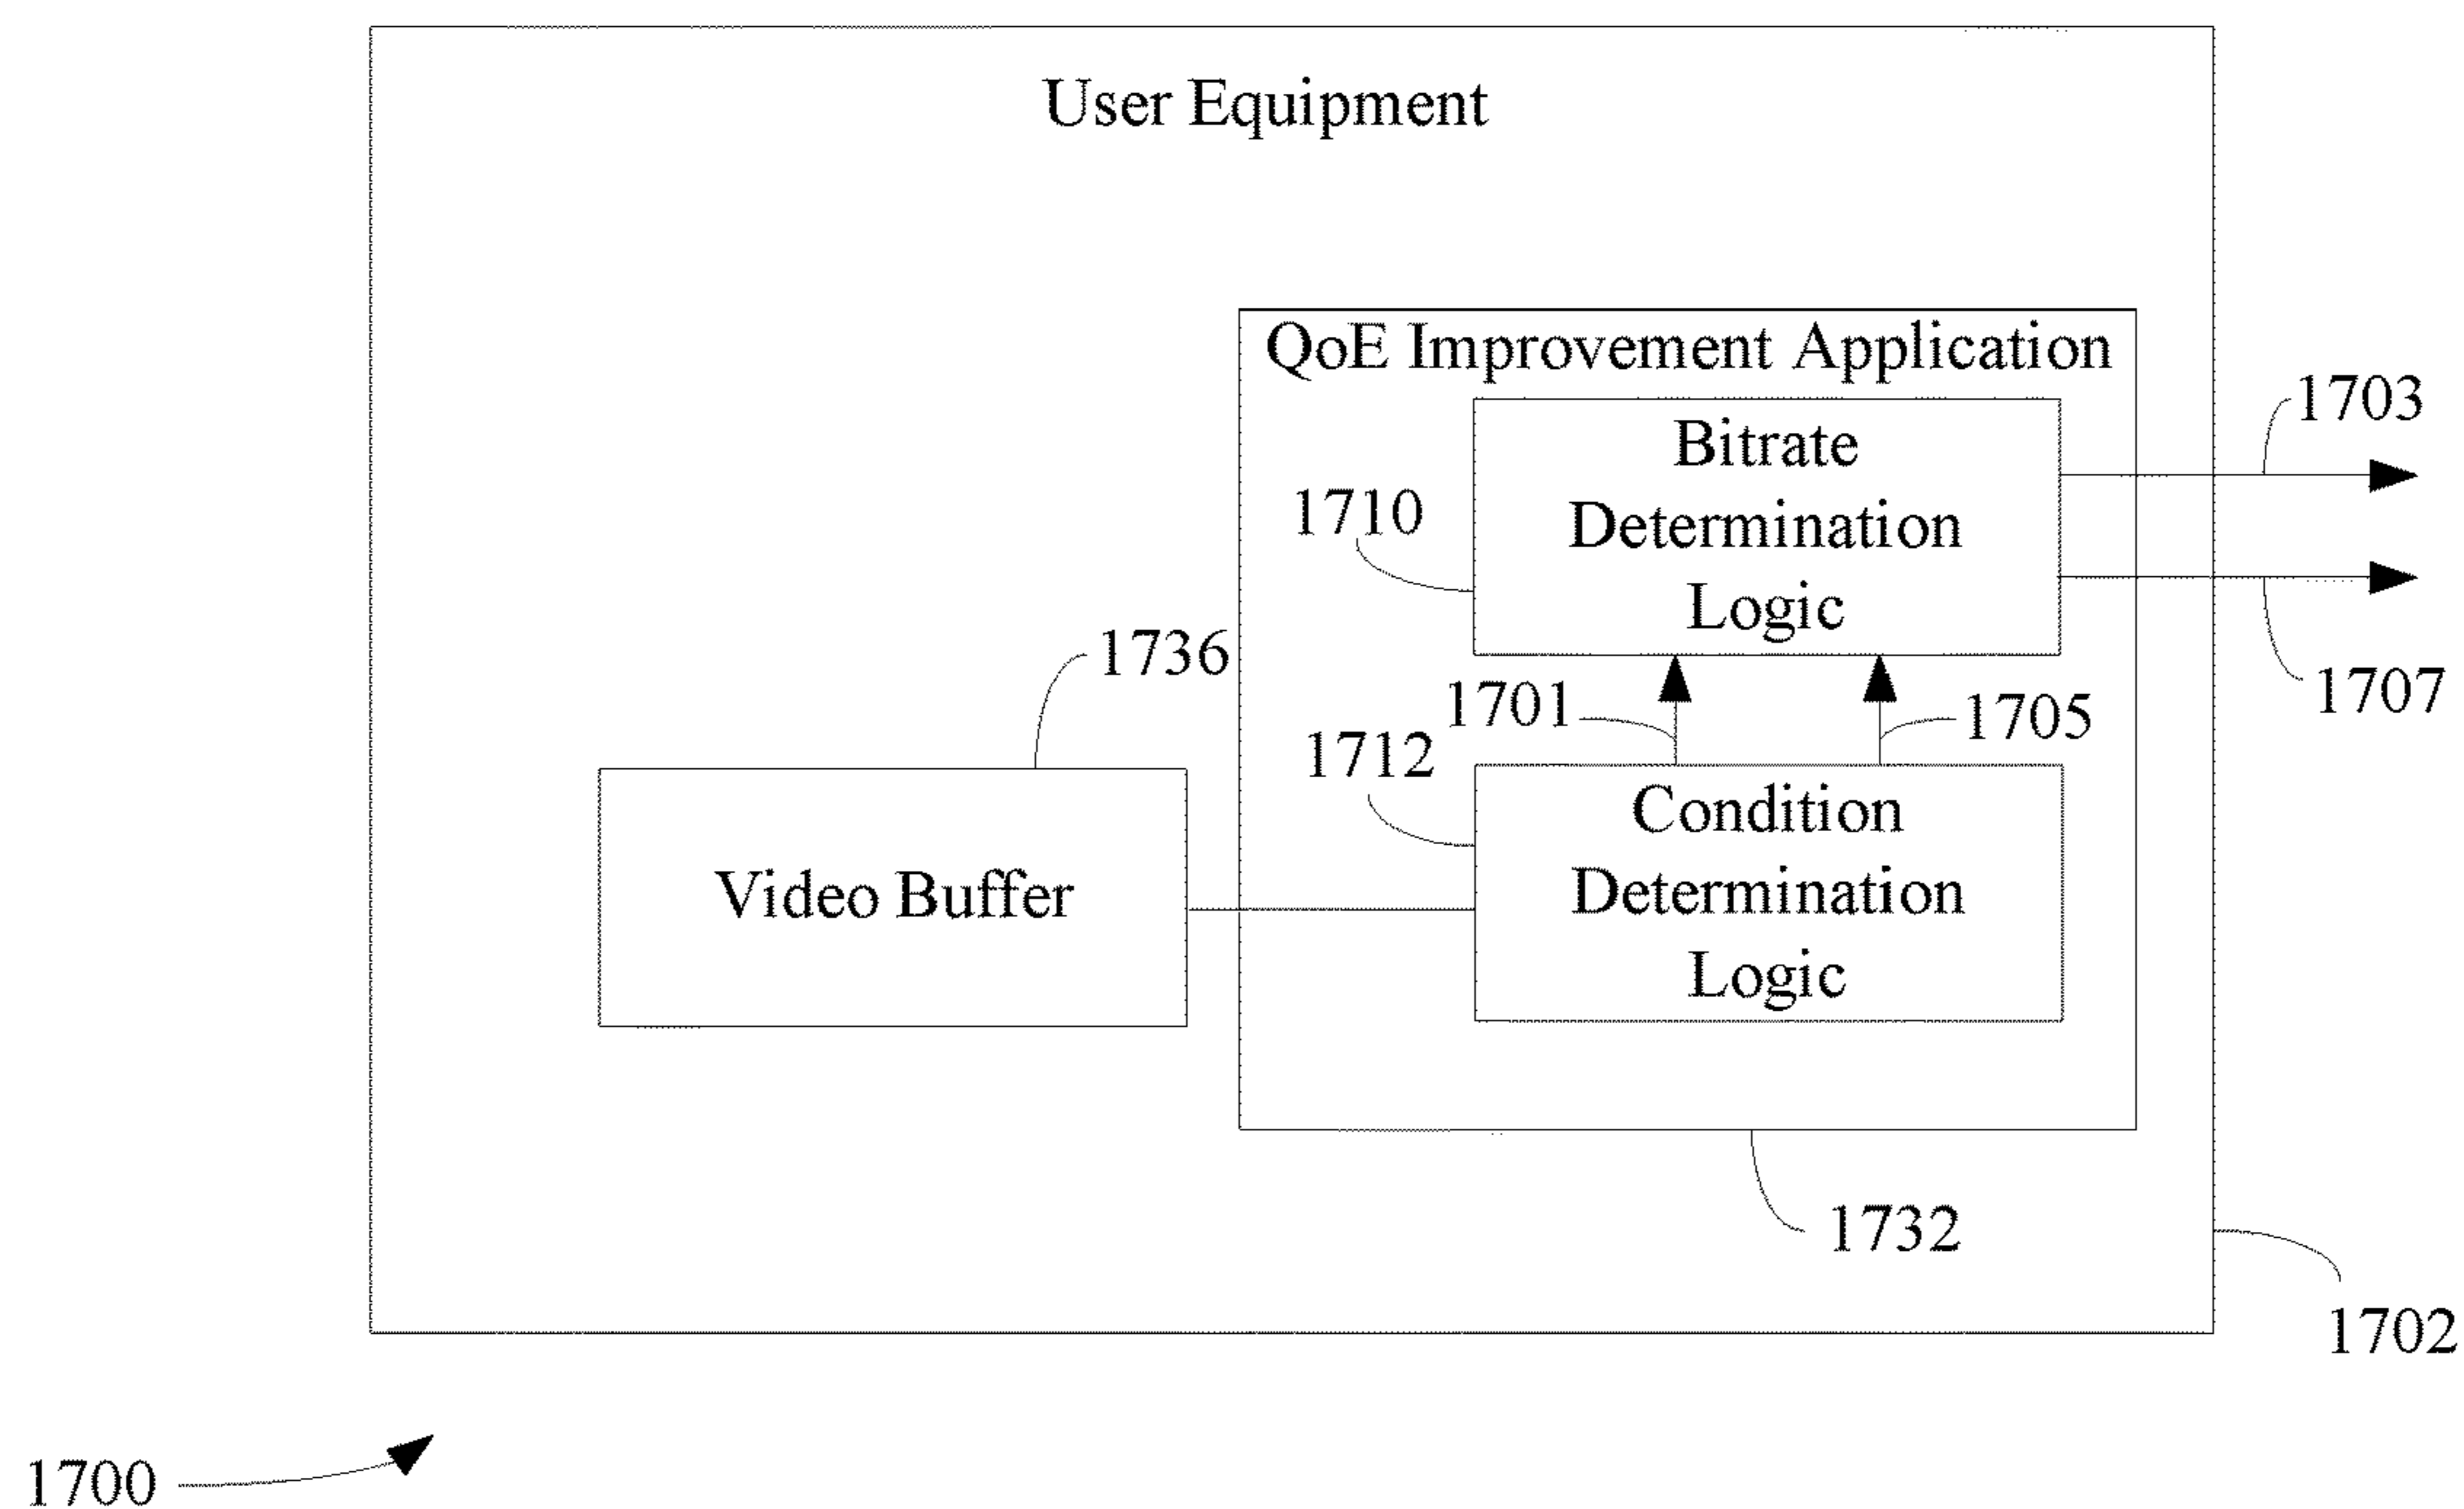 User Equipment
QoE Improvement Application
1703
Bitrate
Determination
Logic
1710
1707
1736
1701
1705
1712
Condition
Determination
Logic
Video Buffer
1732
1702
1700